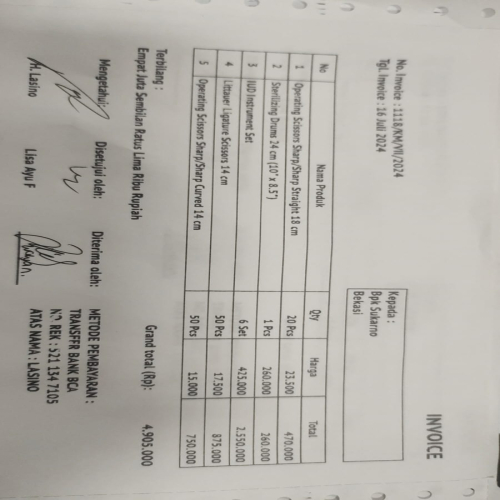 INVOICE
No. Invoice : 1118/KM/VII/2024
Tgl. Invoice : 16 Juli 2024
Kepada :
Bpk Sukarno
Bekasi
No Nama Produk Qty Harga Total
1 Operating Scissors Sharp/Sharp Straight 18 cm 20 Pcs 23.500 470.000
2 Sterilizing Drums 24 cm (10" x 8.5") 1 Pcs 260.000 260.000
3 IUD Instrument Set 6 Set 425.000 2.550.000
4 Littauer Ligature Scissors 14 cm 50 Pcs 17.500 875.000
5 Operating Scissors Sharp/Sharp Curved 14 cm 50 Pcs 15.000 750.000
Grand total (Rp): 4.905.000
Terbilang :
Empat Juta Sembilan Ratus Lima Ribu Rupiah
Mengetahui: Disetujui oleh: Diterima oleh:
H. Lasino Lisa Ayu F
METODE PEMBAYARAN :
TRANSFER BANK BCA
NO REK : 521 134 7105
ATAS NAMA : LASINO